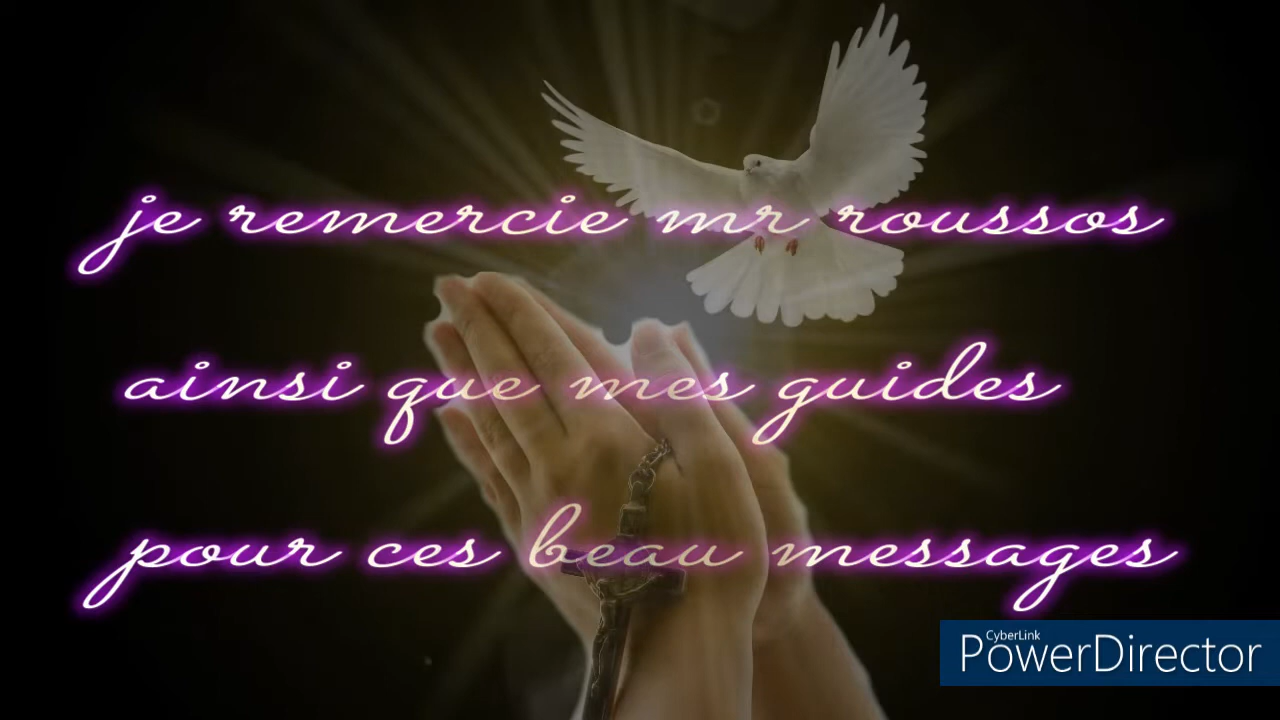 je remercie mr roussos
ainsi que mes guides
pour ces beau messages
CyberLink
PowerDirector